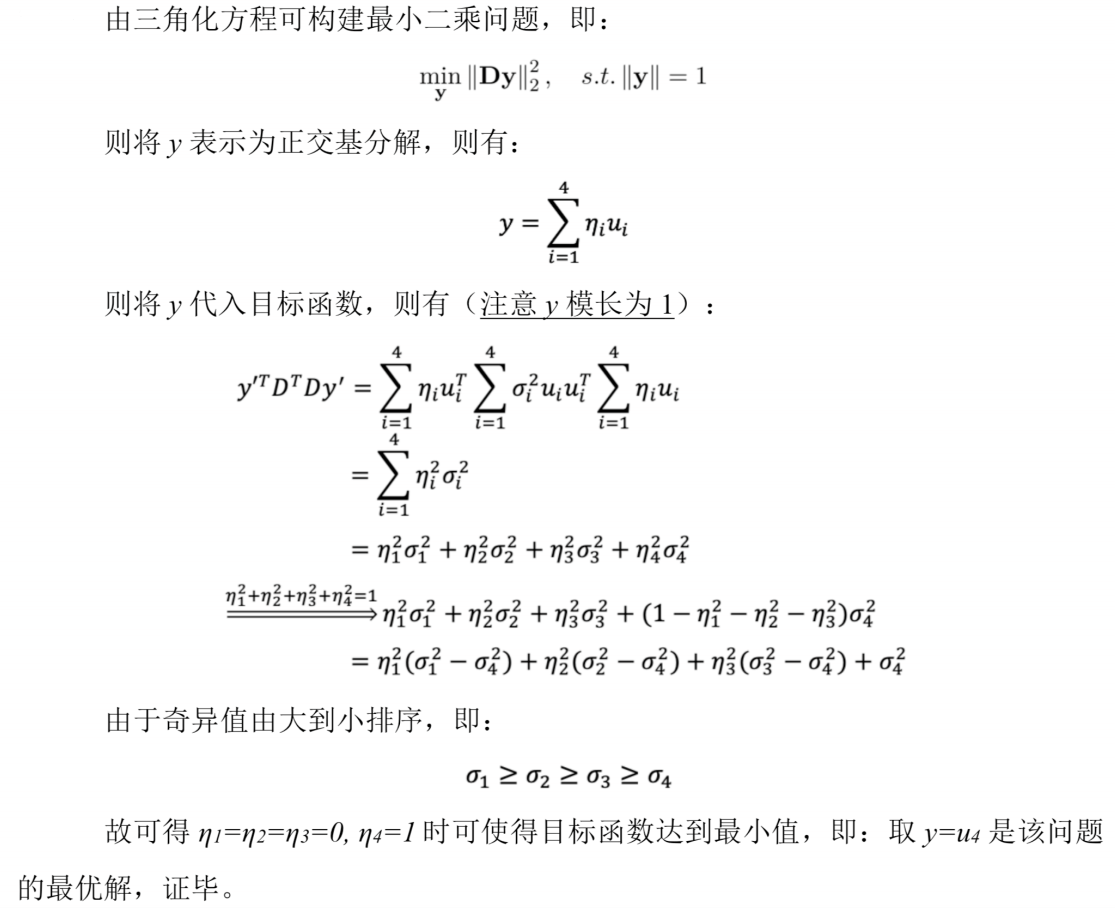 由三角化方程可构建最小二乘问题，即：
$\min_{\mathbf{y}} \|\mathbf{D}\mathbf{y}\|_2^2, \quad s.t. \|\mathbf{y}\| = 1$
则将 y 表示为正交基分解，则有：
$y = \sum_{i=1}^{4} \eta_i u_i$
则将 y 代入目标函数，则有（注意 y 模长为 1）：
$y'^T D^T D y' = \sum_{i=1}^{4} \eta_i u_i^T \sum_{i=1}^{4} \sigma_i^2 u_i u_i^T \sum_{i=1}^{4} \eta_i u_i$
$= \sum_{i=1}^{4} \eta_i^2 \sigma_i^2$
$= \eta_1^2 \sigma_1^2 + \eta_2^2 \sigma_2^2 + \eta_3^2 \sigma_3^2 + \eta_4^2 \sigma_4^2$
$\xRightarrow{\eta_1^2 + \eta_2^2 + \eta_3^2 + \eta_4^2 = 1} \eta_1^2 \sigma_1^2 + \eta_2^2 \sigma_2^2 + \eta_3^2 \sigma_3^2 + (1 - \eta_1^2 - \eta_2^2 - \eta_3^2) \sigma_4^2$
$= \eta_1^2 (\sigma_1^2 - \sigma_4^2) + \eta_2^2 (\sigma_2^2 - \sigma_4^2) + \eta_3^2 (\sigma_3^2 - \sigma_4^2) + \sigma_4^2$
由于奇异值由大到小排序，即：
$\sigma_1 \geq \sigma_2 \geq \sigma_3 \geq \sigma_4$
故可得 η1=η2=η3=0, η4=1 时可使得目标函数达到最小值，即：取 y=u4 是该问题
的最优解，证毕。